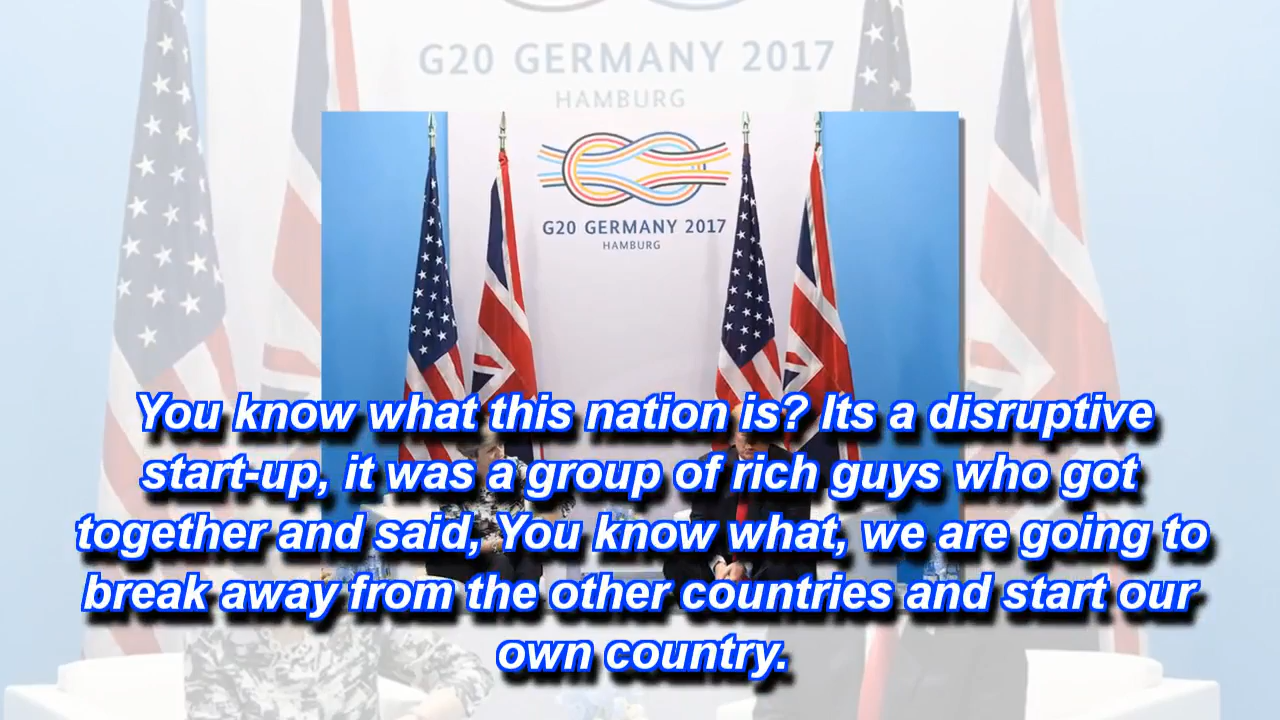 G20 GERMANY 2017
HAMBURG
G20 GERMANY 2017
HAMBURG
You know what this nation is? Its a disruptive
start-up, it was a group of rich guys who got
together and said, You know what, we are going to
break away from the other countries and start our
own country.